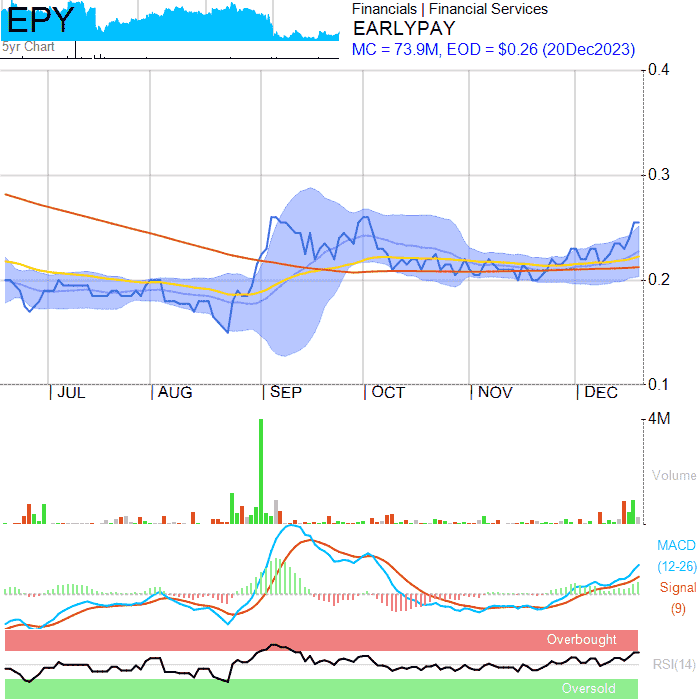 EPY
5yr Chart
Financials | Financial Services
EARLYPAY
MC = 73.9M, EOD = $0.26 (20Dec2023)
0.4
0.3
0.2
0.1
JUL
AUG
SEP
OCT
NOV
DEC
4M
Volume
MACD
(12-26)
Signal
(9)
Overbought
RSI(14)
Oversold